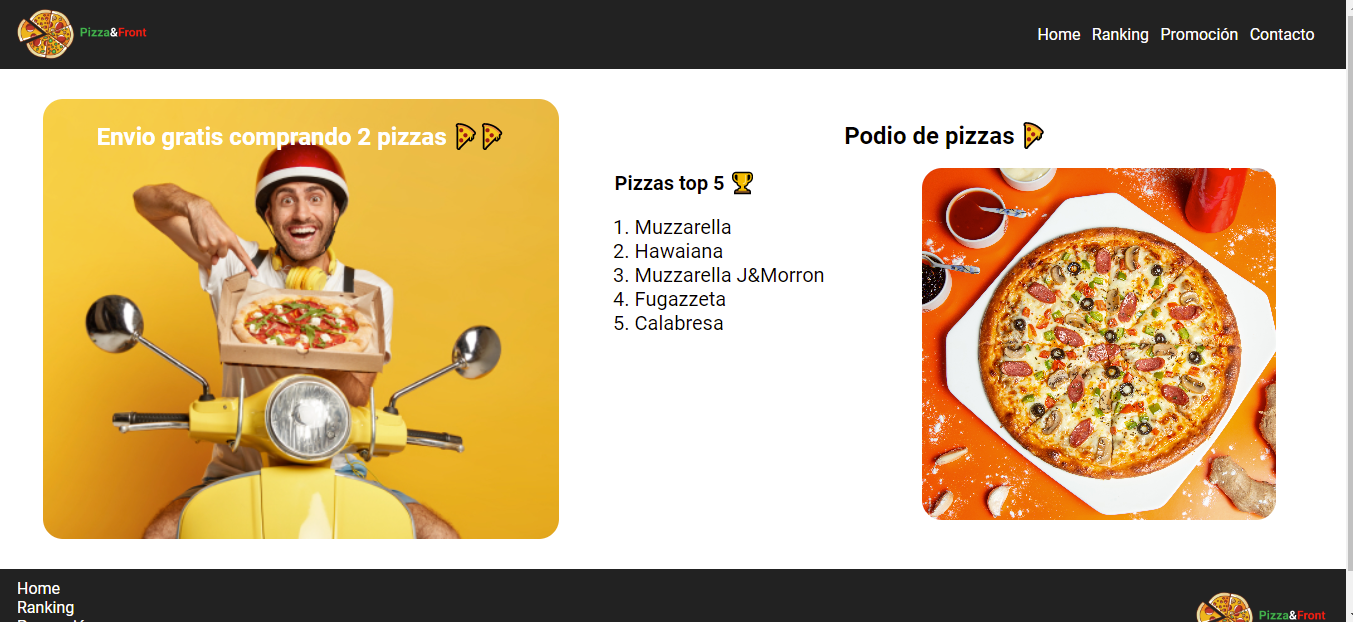 Pizza&Front
Home Ranking Promoción Contacto
Envio gratis comprando 2 pizzas
Podio de pizzas
Pizzas top 5
1. Muzzarella
2. Hawaiana
3. Muzzarella J&Morron
4. Fugazzeta
5. Calabresa
Home
Ranking
Pizza&Front